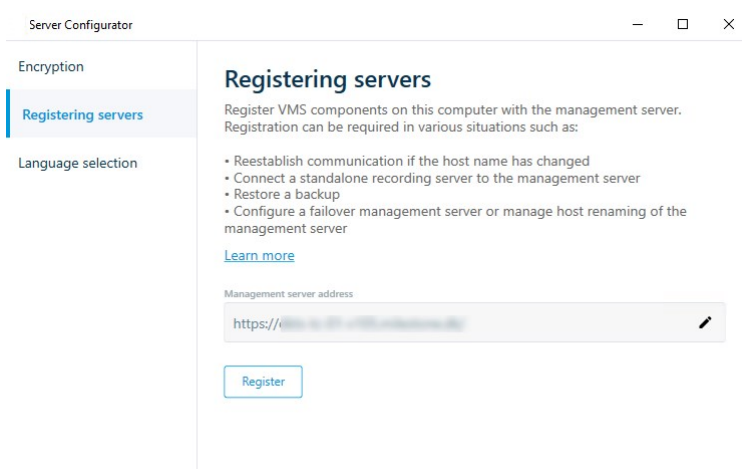 Server Configurator
Encryption
Registering servers
Language selection
Registering servers
Register VMS components on this computer with the management server.
Registration can be required in various situations such as:
• Reestablish communication if the host name has changed
• Connect a standalone recording server to the management server
• Restore a backup
• Configure a failover management server or manage host renaming of the
management server
Learn more
Management server address
https://
Register